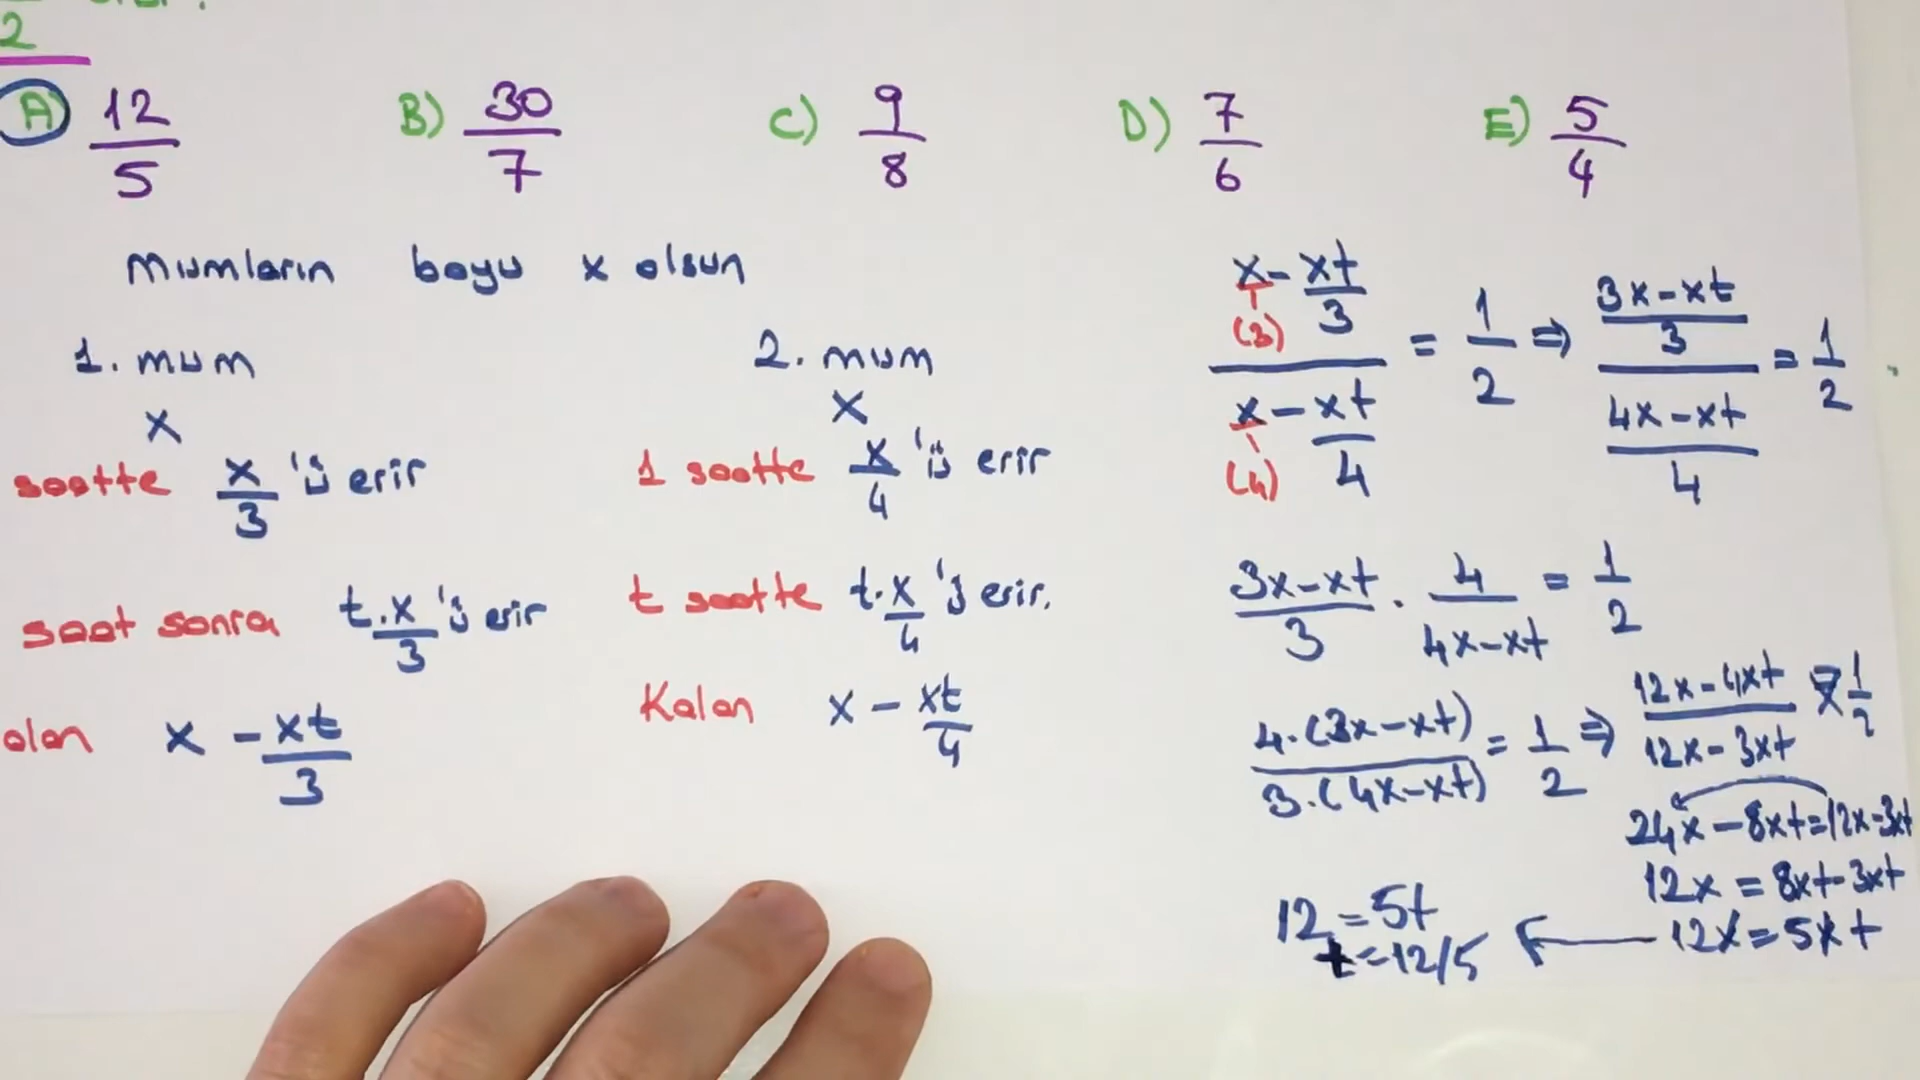 2
A) 12/5 B) 30/7 C) 9/8 D) 7/6 E) 5/4
mumların boyu x olsun
1. mum
x
saatte x/3 'ü erir
saat sonra t.x/3 'ü erir
alan x - xt/3
2. mum
x
1 saatte x/4 'ü erir
t saatte t.x/4 'ü erir.
Kalan x - xt/4
(x - xt/3)/(x - xt/4) = 1/2 ⇒ ((3x-xt)/3)/((4x-xt)/4) = 1/2
(3) (4)
(3x-xt)/3 . 4/(4x-xt) = 1/2
4.(3x-xt)/3.(4x-xt) = 1/2 ⇒ (12x-4xt)/(12x-3xt) = 1/2
24x-8xt=12x-3xt
12x = 8xt-3xt
12x=5xt
12=5t
t=12/5